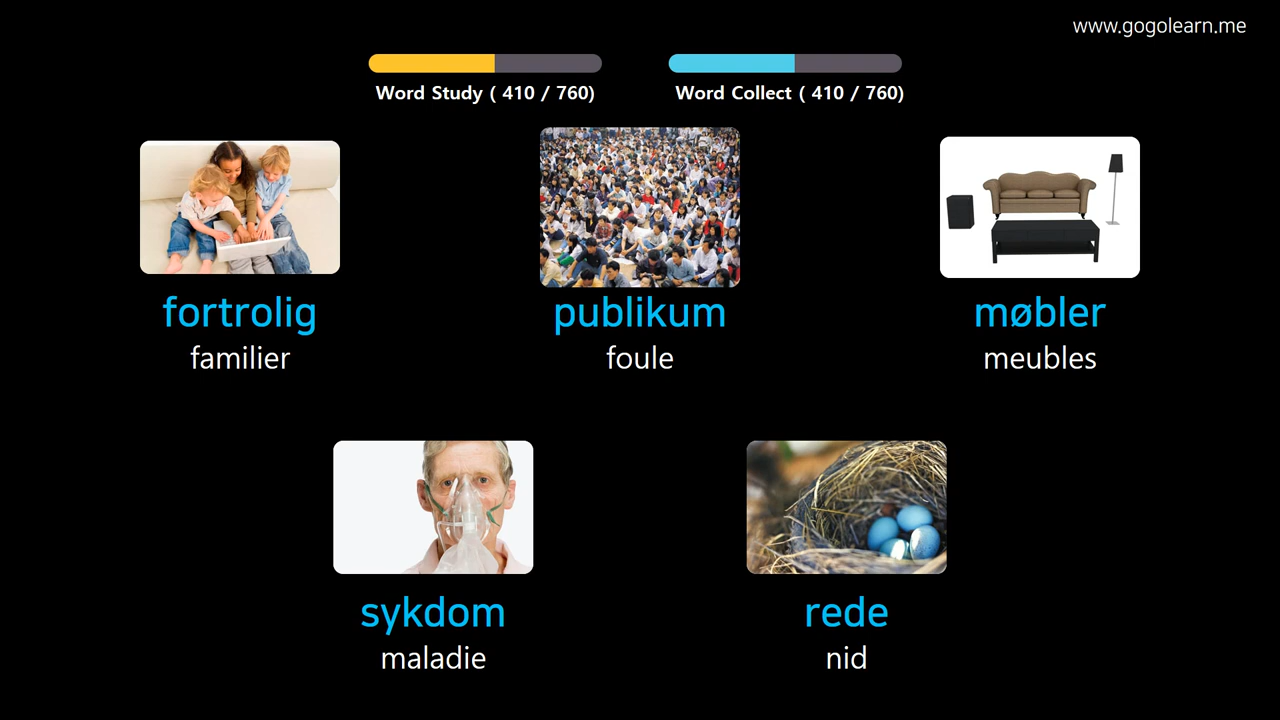 www.gogolearn.me
Word Study ( 410 / 760)
Word Collect ( 410 / 760)
fortrolig
familier
publikum
foule
møbler
meubles
sykdom
maladie
rede
nid